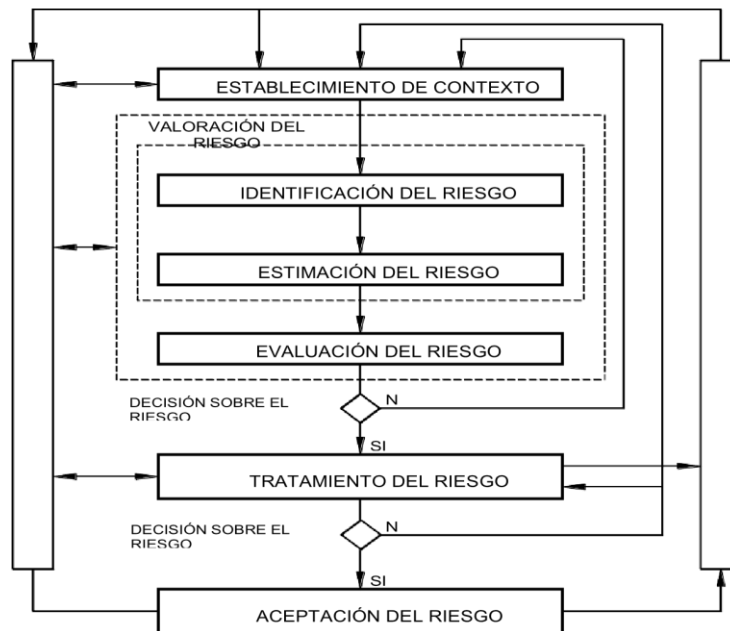 ESTABLECIMIENTO DE CONTEXTO
VALORACIÓN DEL
RIESGO
IDENTIFICACIÓN DEL RIESGO
ESTIMACIÓN DEL RIESGO
EVALUACIÓN DEL RIESGO
DECISIÓN SOBRE EL
RIESGO
N
SI
TRATAMIENTO DEL RIESGO
DECISIÓN SOBRE EL
RIESGO
N
SI
ACEPTACIÓN DEL RIESGO